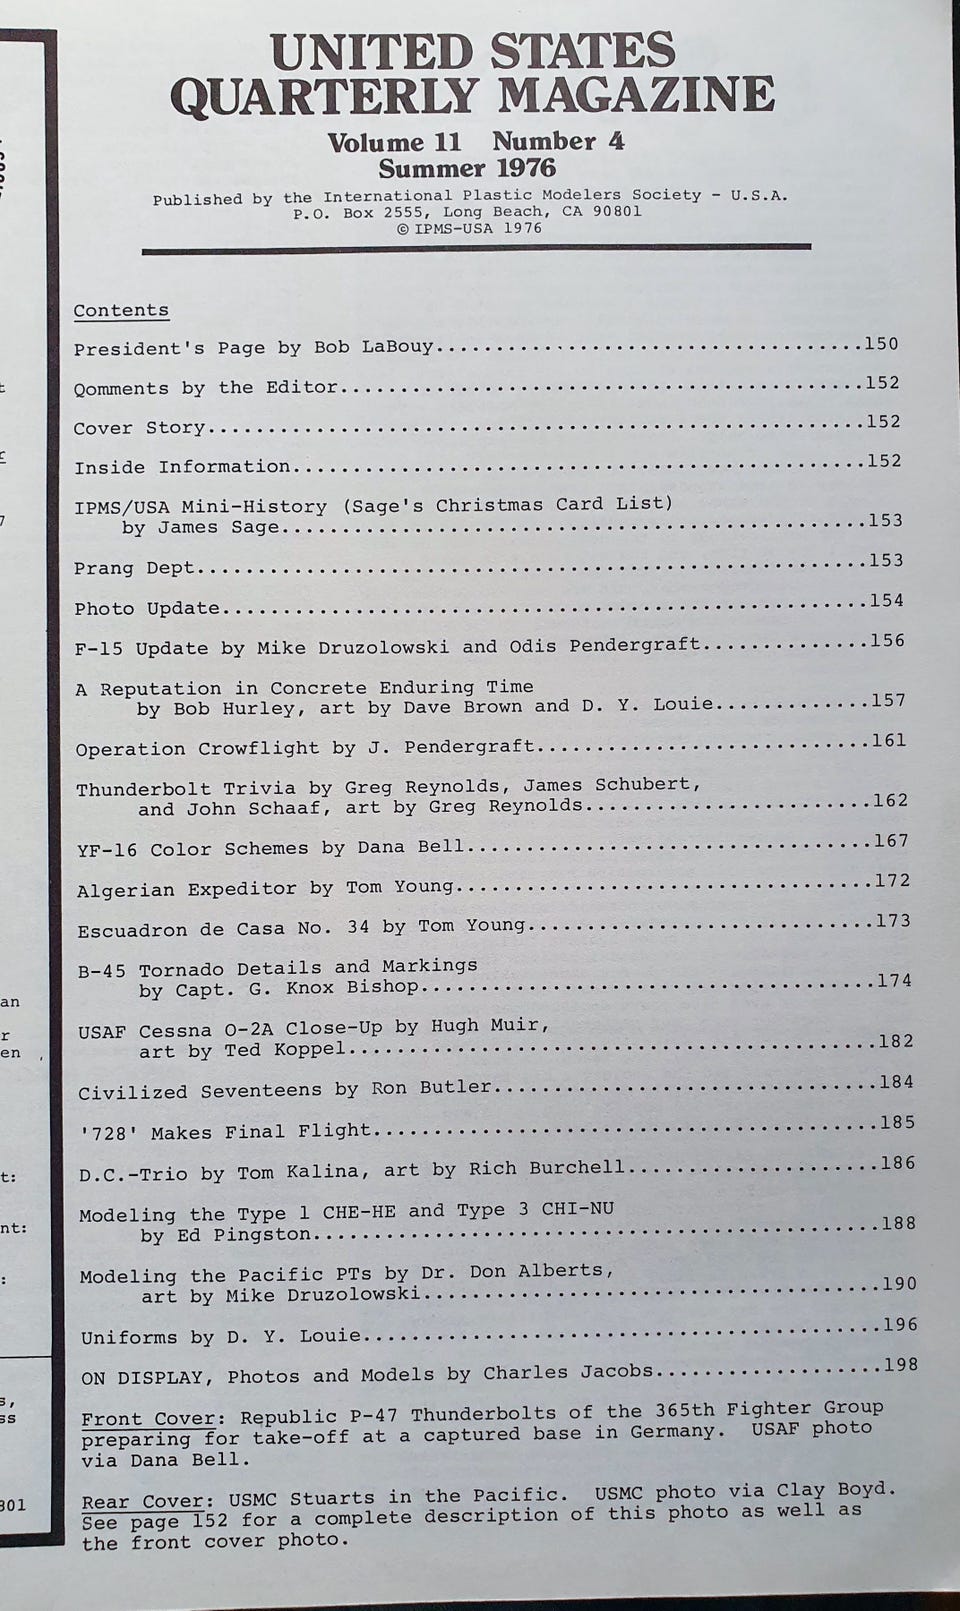 UNITED STATES
QUARTERLY MAGAZINE
Volume 11 Number 4
Summer 1976
Published by the International Plastic Modelers Society - U.S.A.
P.O. Box 2555, Long Beach, CA 90801
© IPMS-USA 1976
Contents
President's Page by Bob LaBouy...................................150
Qomments by the Editor...........................................152
Cover Story......................................................152
Inside Information...............................................152
IPMS/USA Mini-History (Sage's Christmas Card List)
by James Sage................................................153
Prang Dept.......................................................153
Photo Update.....................................................154
F-15 Update by Mike Druzolowski and Odis Pendergraft..............156
A Reputation in Concrete Enduring Time
by Bob Hurley, art by Dave Brown and D. Y. Louie.............157
Operation Crowflight by J. Pendergraft...........................161
Thunderbolt Trivia by Greg Reynolds, James Schubert,
and John Schaaf, art by Greg Reynolds........................162
YF-16 Color Schemes by Dana Bell.................................167
Algerian Expeditor by Tom Young..................................172
Escuadron de Casa No. 34 by Tom Young............................173
B-45 Tornado Details and Markings
by Capt. G. Knox Bishop......................................174
USAF Cessna O-2A Close-Up by Hugh Muir,
art by Ted Koppel............................................182
Civilized Seventeens by Ron Butler...............................184
'728' Makes Final Flight.........................................185
D.C.-Trio by Tom Kalina, art by Rich Burchell....................186
Modeling the Type 1 CHE-HE and Type 3 CHI-NU
by Ed Pingston...............................................188
Modeling the Pacific PTs by Dr. Don Alberts,
art by Mike Druzolowski......................................190
Uniforms by D. Y. Louie..........................................196
ON DISPLAY, Photos and Models by Charles Jacobs...................198
Front Cover: Republic P-47 Thunderbolts of the 365th Fighter Group
preparing for take-off at a captured base in Germany. USAF photo
via Dana Bell.
Rear Cover: USMC Stuarts in the Pacific. USMC photo via Clay Boyd.
See page 152 for a complete description of this photo as well as
the front cover photo.